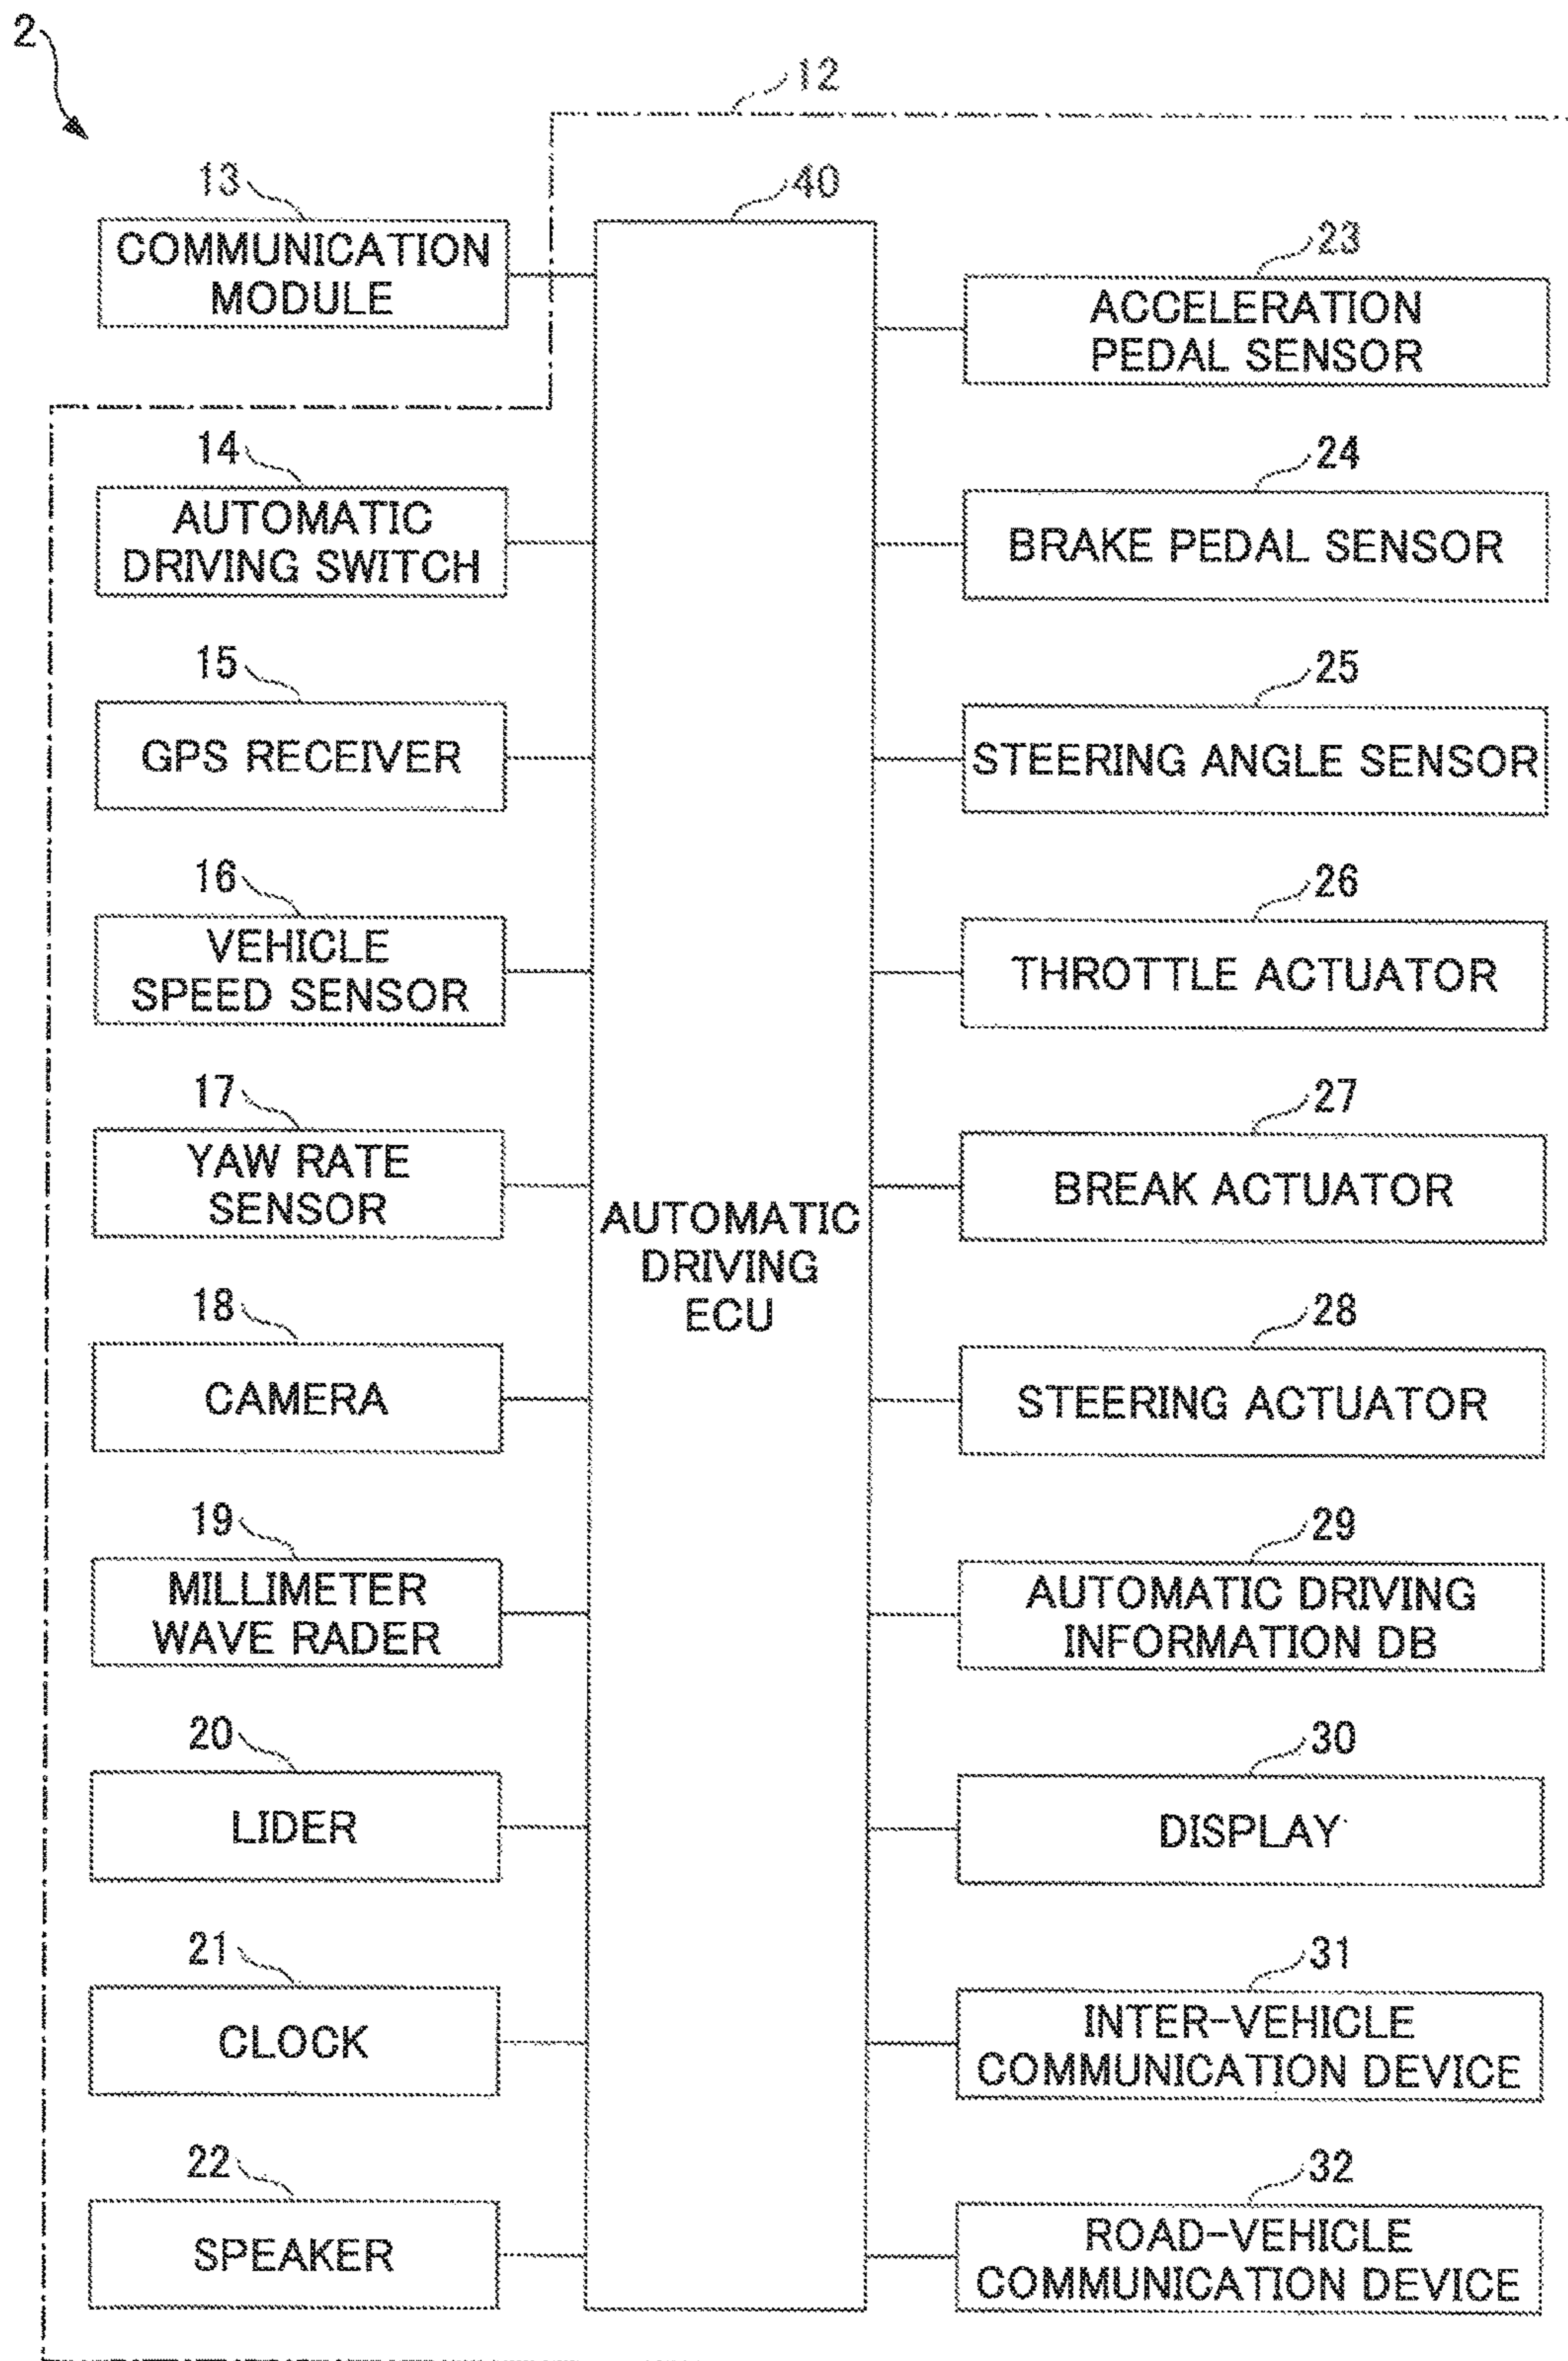 2
12
13
COMMUNICATION
MODULE
14
AUTOMATIC
DRIVING SWITCH
15
GPS RECEIVER
16
VEHICLE
SPEED SENSOR
17
YAW RATE
SENSOR
18
CAMERA
19
MILLIMETER
WAVE RADER
20
LIDER
21
CLOCK
22
SPEAKER
40
AUTOMATIC
DRIVING
ECU
23
ACCELERATION
PEDAL SENSOR
24
BRAKE PEDAL SENSOR
25
STEERING ANGLE SENSOR
26
THROTTLE ACTUATOR
27
BREAK ACTUATOR
28
STEERING ACTUATOR
29
AUTOMATIC DRIVING
INFORMATION DB
30
DISPLAY
31
INTER-VEHICLE
COMMUNICATION DEVICE
32
ROAD-VEHICLE
COMMUNICATION DEVICE